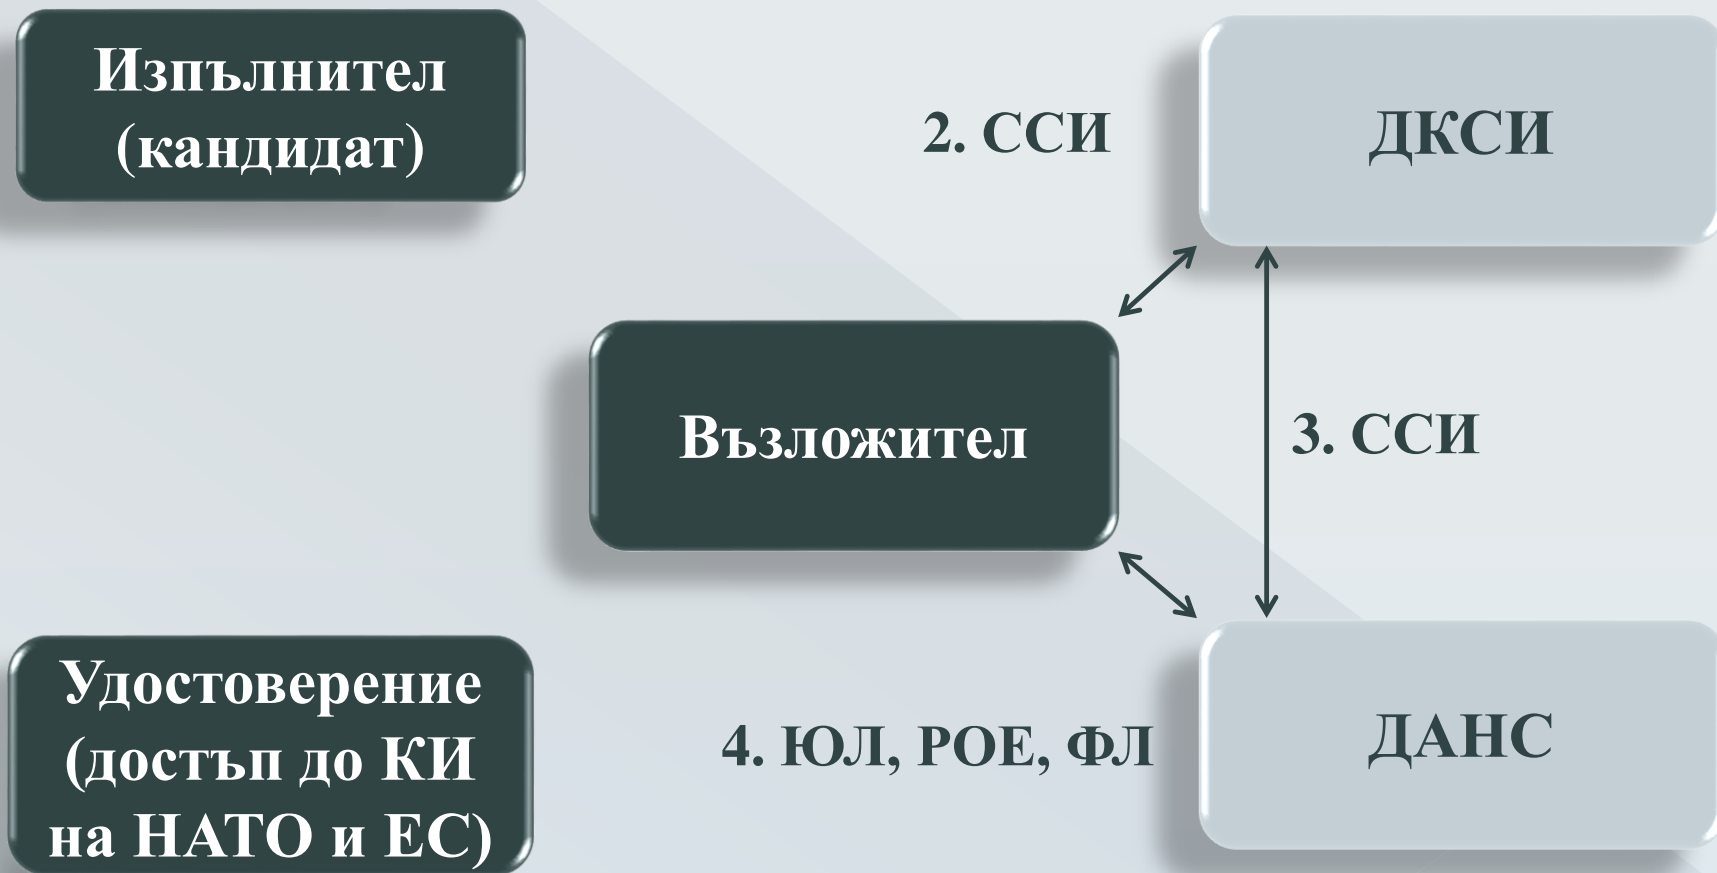 Изпълнител
(кандидат)
2. ССИ
ДКСИ
Възложител
3. ССИ
Удостоверение
(достъп до КИ
на НАТО и ЕС)
4. ЮЛ, РОЕ, ФЛ
ДАНС